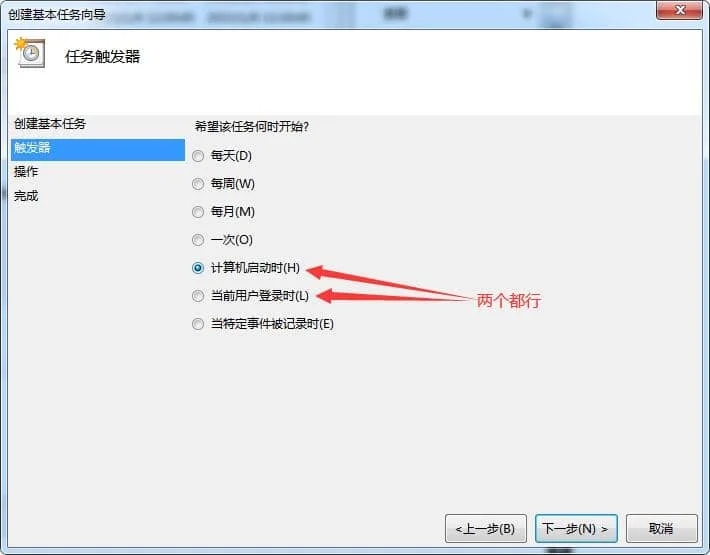 创建基本任务向导
任务触发器
创建基本任务
触发器
操作
完成
希望该任务何时开始?
每天(D)
每周(W)
每月(M)
一次(O)
计算机启动时(H)
当前用户登录时(L)
当特定事件被记录时(E)
两个都行
<上一步(B)
下一步(N) >
取消